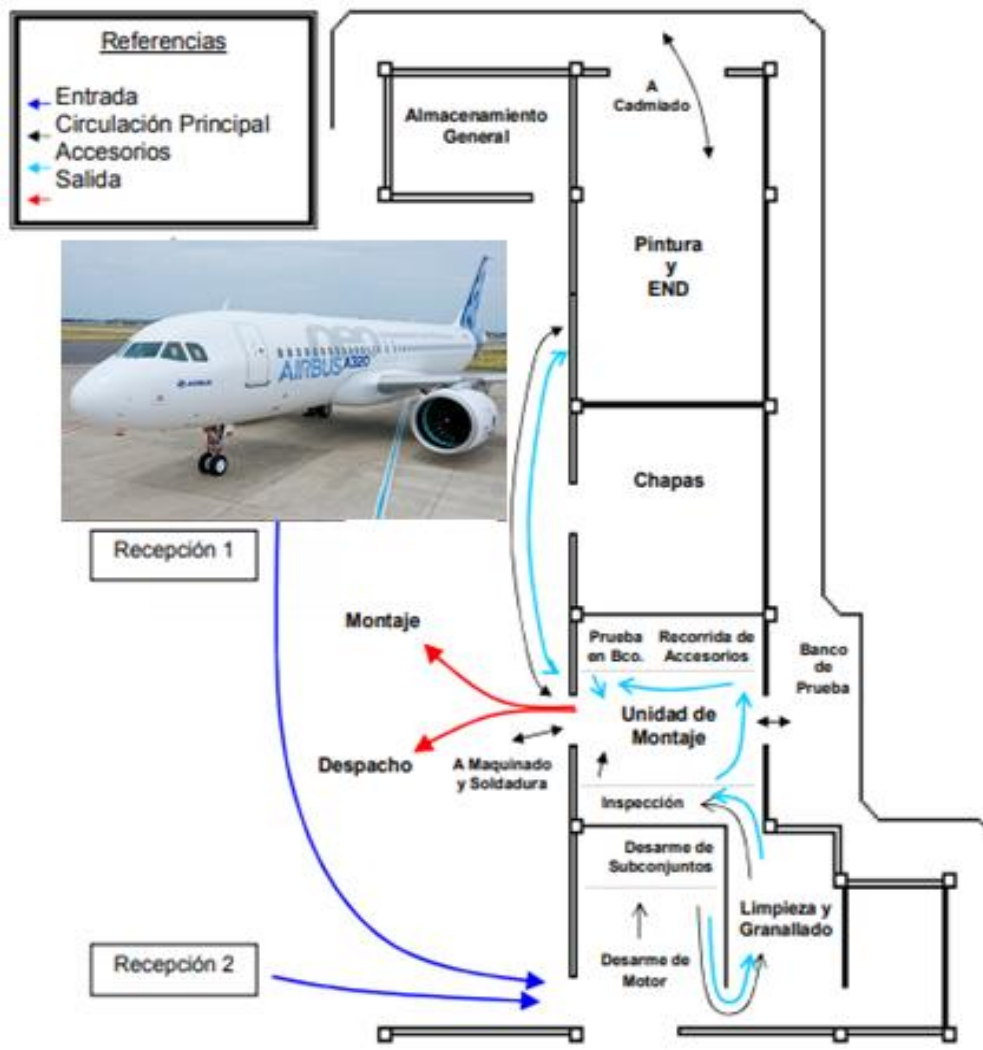 Referencias
Entrada
Circulación Principal
Accesorios
Salida
Almacenamiento
General
A
Cadmiado
Pintura
y
END
AIRBUS A320
AIRBUS
Chapas
Recepción 1
Montaje
Prueba
en Bco.
Recorrida de
Accesorios
Banco
de
Prueba
Unidad de
Montaje
Despacho
A Maquinado
y Soldadura
Inspección
Desarme de
Subconjuntos
Limpieza y
Granallado
Desarme de
Motor
Recepción 2